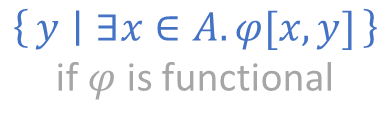 { y | ∃x ∈ A. φ[x, y] }
if φ is functional